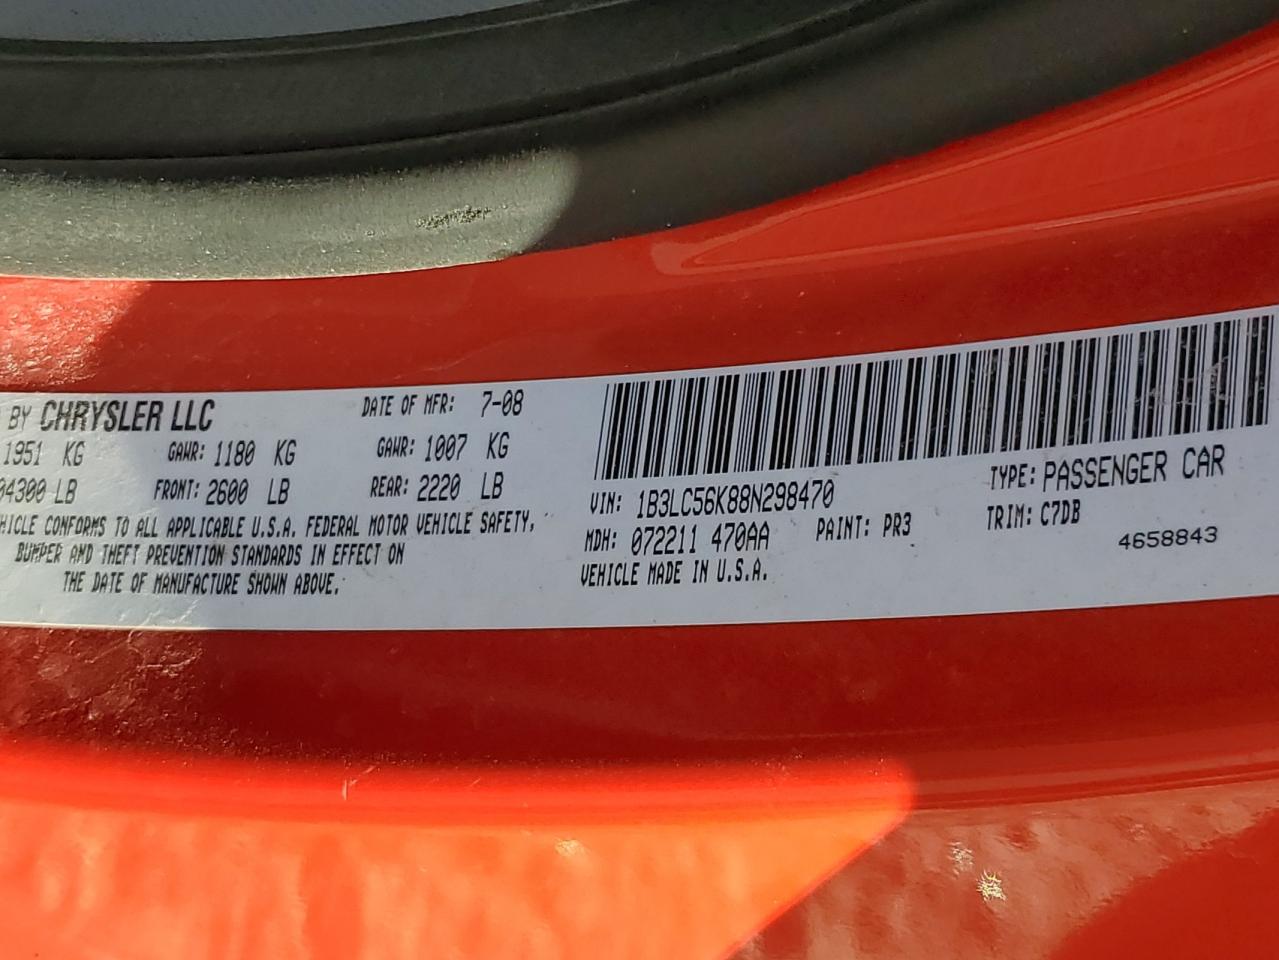 BY CHRYSLER LLC DATE OF MFR: 7-08
1951 KG GAWR: 1180 KG GAWR: 1007 KG
04300 LB FRONT: 2600 LB REAR: 2220 LB
VEHICLE CONFORMS TO ALL APPLICABLE U.S.A. FEDERAL MOTOR VEHICLE SAFETY,
BUMPER AND THEFT PREVENTION STANDARDS IN EFFECT ON
THE DATE OF MANUFACTURE SHOWN ABOVE.
VIN: 1B3LC56K88N298470 TYPE: PASSENGER CAR
MDH: 072211 470AA PAINT: PR3 TRIM: C7DB
VEHICLE MADE IN U.S.A. 4658843